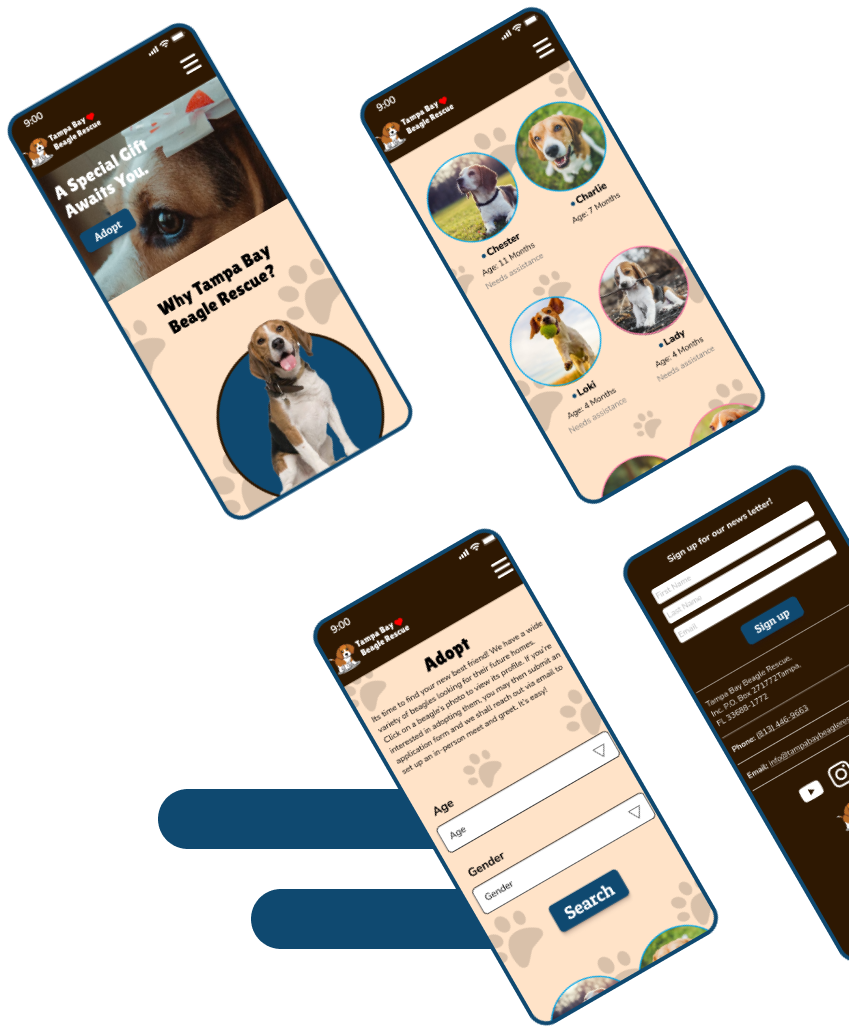 9:00
Tampa Bay
Beagle Rescue
A Special Gift
Awaits You.
Adopt
Why Tampa Bay
Beagle Rescue?
9:00
Tampa Bay
Beagle Rescue
Chester
Age: 11 Months
Needs assistance
Charlie
Age: 7 Months
Loki
Age: 4 Months
Needs assistance
Lady
Age: 4 Months
Needs assistance
9:00
Tampa Bay
Beagle Rescue
Adopt
Its time to find your new best friend! We have a wide
variety of beagles looking for their future homes.
Click on a beagle's photo to view its profile. If you're
interested in adopting them, you may then submit an
application form and we shall reach out via email to
set up an in-person meet and greet. It's easy!
Age
Age
Gender
Gender
Search
Sign up for our news letter!
First Name
Last Name
Email
Sign up
Tampa Bay Beagle Rescue,
Inc. P.O. Box 271772Tampa,
FL 33688-1772
Phone: (813) 446-9663
Email: info@tampabaybeagleres